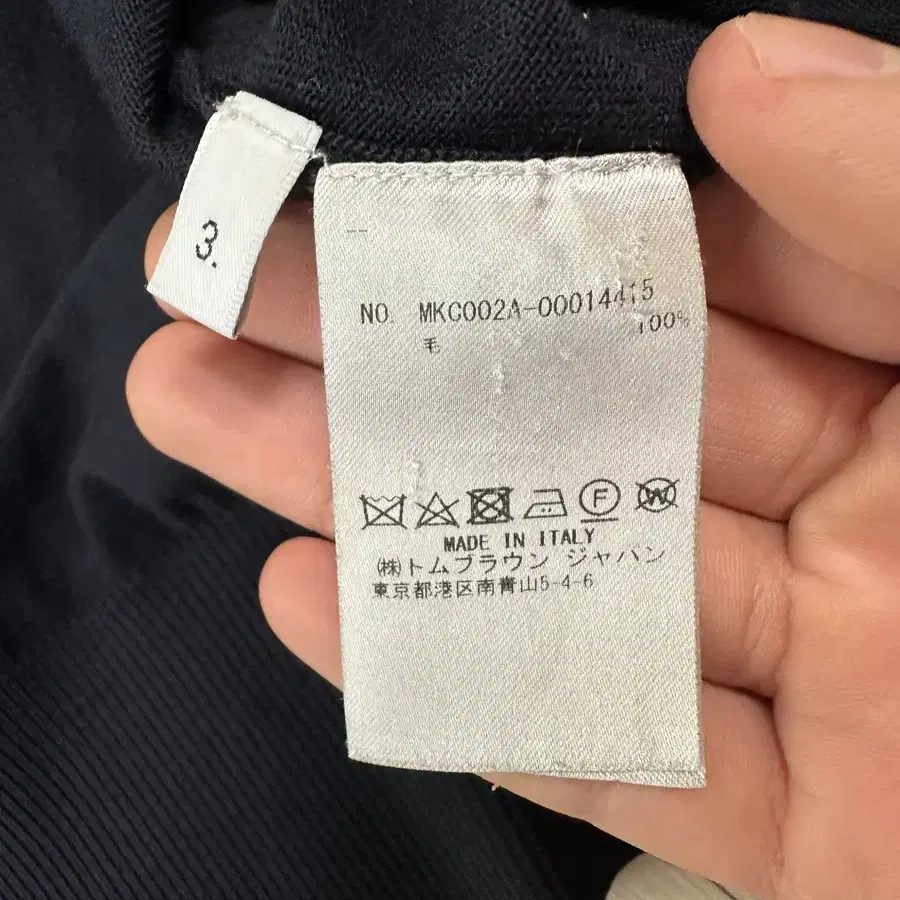 3.
--
NO. MKC002A-00014415
毛 100%
F W
MADE IN ITALY
(株)トムブラウン ジャパン
東京都港区南青山5-4-6